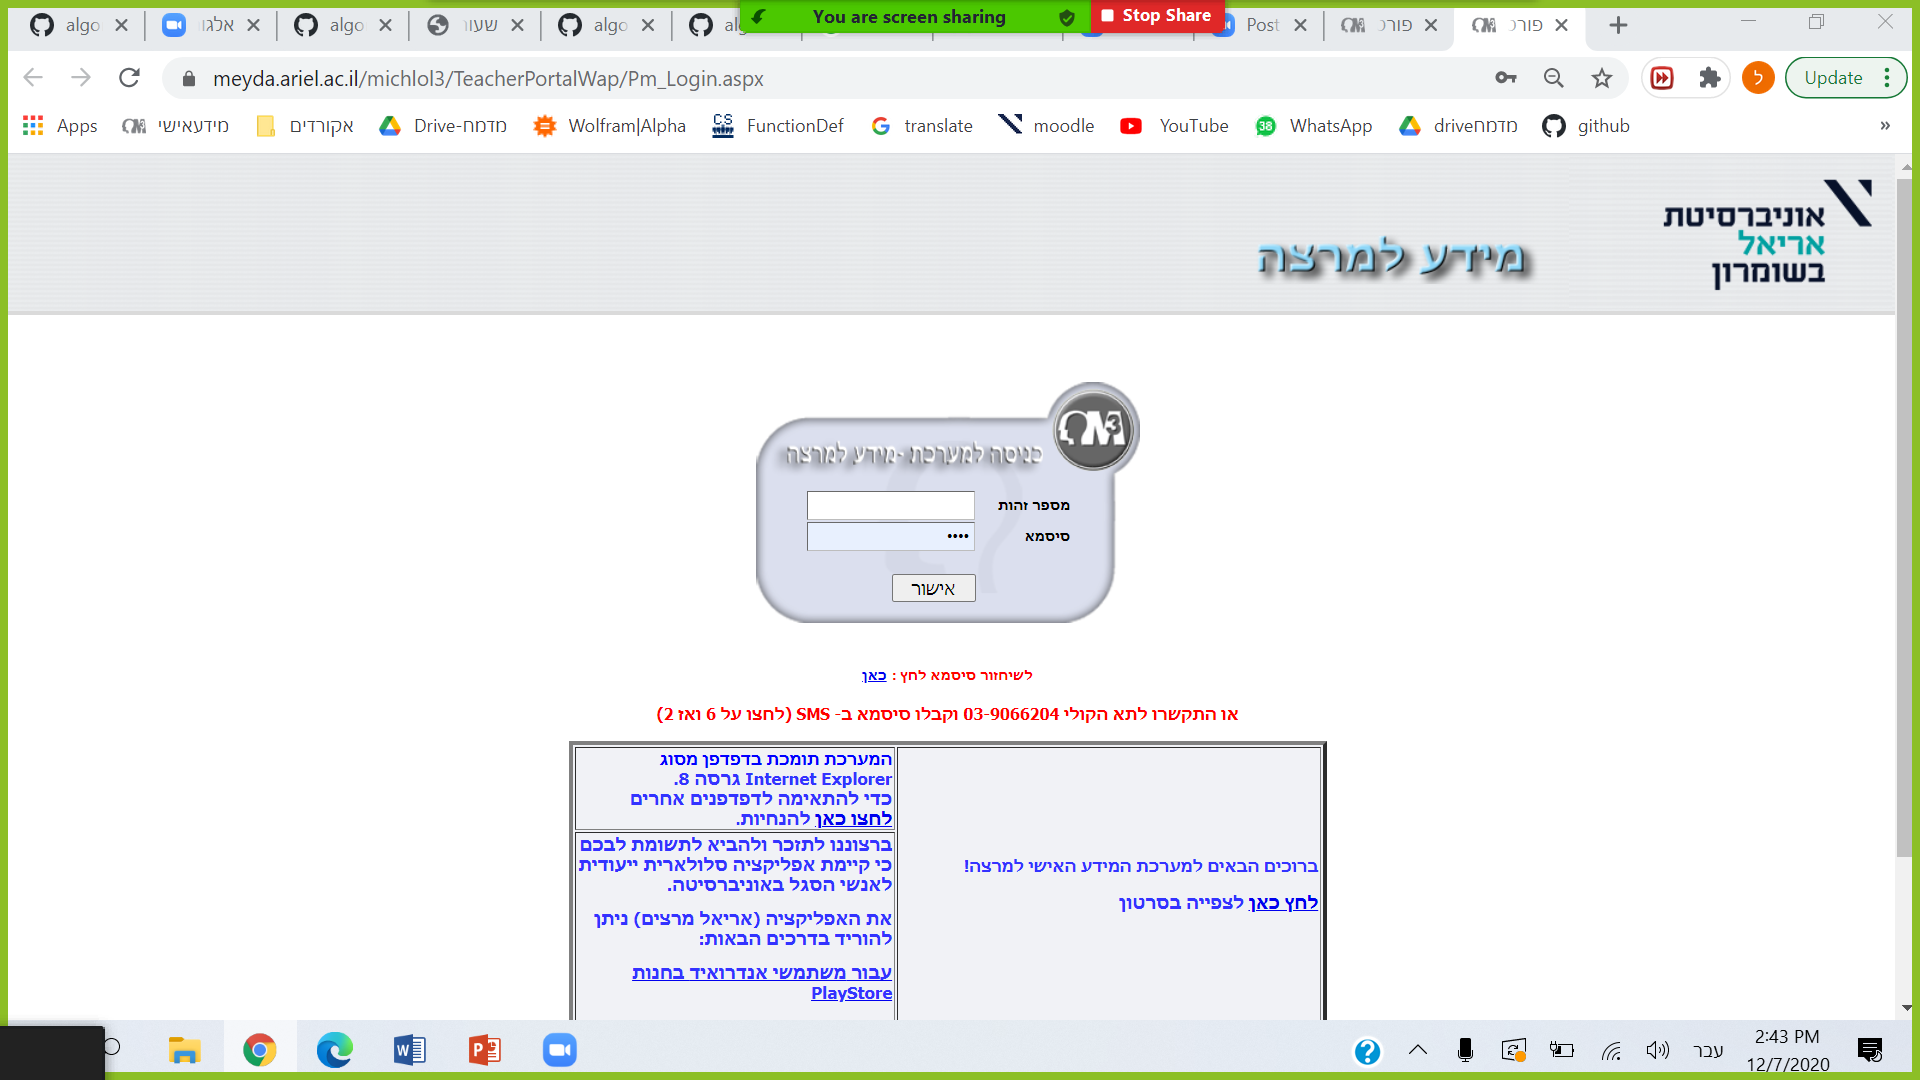 algo
אלגו
algo
שעור
algo
alg
Post
פורט
פורט
You are screen sharing
Stop Share
meyda.ariel.ac.il/michlol3/TeacherPortalWap/Pm_Login.aspx
Update
Apps
מידעאישי
אקורדים
Drive-מדמח
Wolfram|Alpha
FunctionDef
translate
moodle
YouTube
WhatsApp
driveמדמח
github
»
אוניברסיטת
אריאל
בשומרון
מידע למרצה
כניסה למערכת -מידע למרצה
מספר זהות
סיסמא
אישור
לשיחזור סיסמא לחץ : כאן
או התקשרו לתא הקולי 03-9066204 וקבלו סיסמא ב- SMS (לחצו על 6 ואז 2)
ברוכים הבאים למערכת המידע האישי למרצה!
לחץ כאן לצפייה בסרטון
המערכת תומכת בדפדפן מסוג
Internet Explorer גרסה 8.
כדי להתאימה לדפדפנים אחרים
לחצו כאן להנחיות.
ברצוננו לתזכר ולהביא לתשומת לבכם
כי קיימת אפליקציה סלולארית ייעודית
לאנשי הסגל באוניברסיטה.
את האפליקציה (אריאל מרצים) ניתן
להוריד בדרכים הבאות:
עבור משתמשי אנדרואיד בחנות
PlayStore
עבר
2:43 PM
12/7/2020